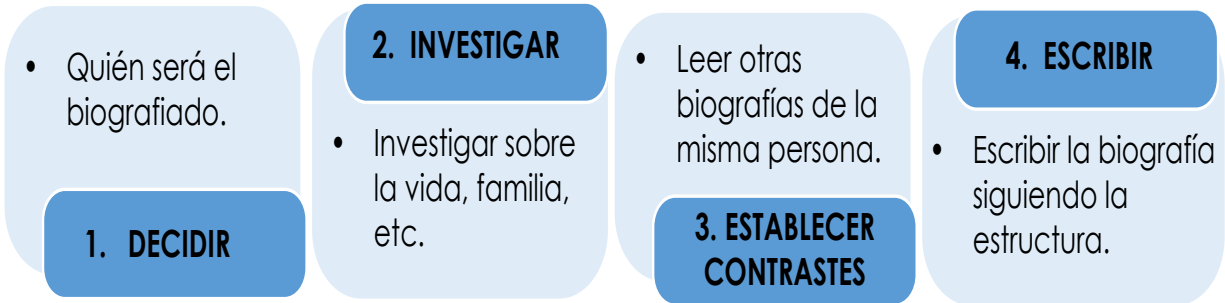 • Quién será el
biografiado.
1. DECIDIR
2. INVESTIGAR
• Investigar sobre
la vida, familia,
etc.
• Leer otras
biografías de la
misma persona.
3. ESTABLECER
CONTRASTES
4. ESCRIBIR
• Escribir la biografía
siguiendo la
estructura.